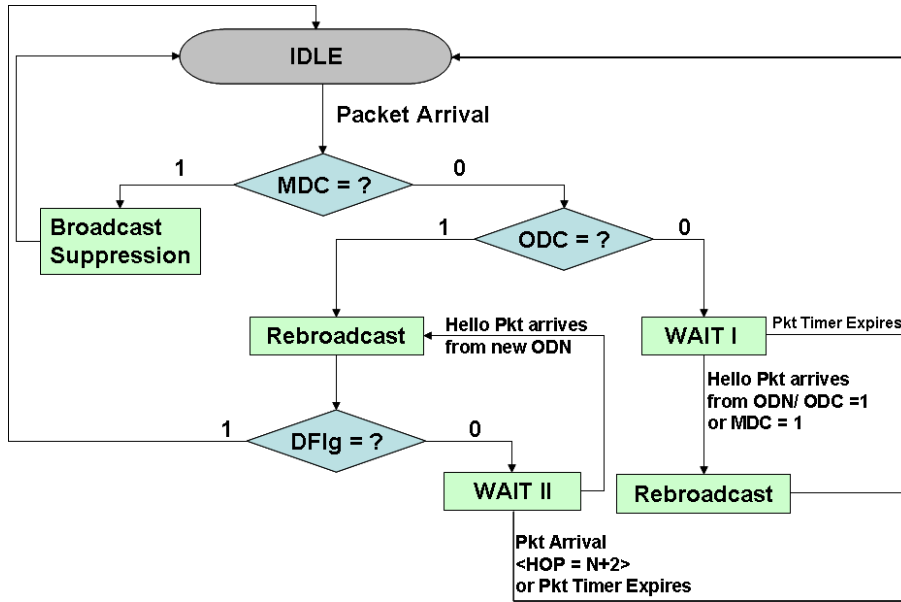 IDLE
Packet Arrival
1
MDC = ?
0
Broadcast
Suppression
1
ODC = ?
0
Rebroadcast
Hello Pkt arrives
from new ODN
WAIT I
Pkt Timer Expires
Hello Pkt arrives
from ODN/ ODC =1
or MDC = 1
1
DFlg = ?
0
WAIT II
Rebroadcast
Pkt Arrival
<HOP = N+2>
or Pkt Timer Expires